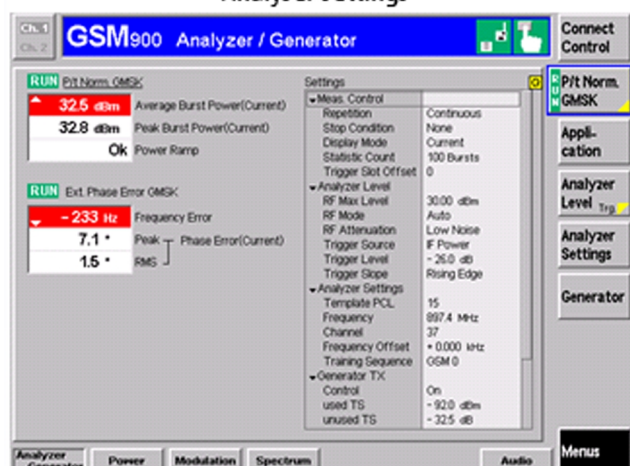 Analyser settings
Ch. 1
Ch. 2
GSM900 Analyzer / Generator
Connect Control
RUN P/t Norm. GMSK
32.5 dBm Average Burst Power(Current)
32.8 dBm Peak Burst Power(Current)
Ok Power Ramp
RUN Ext. Phase Error GMSK
- 233 Hz Frequency Error
7.1 ° Peak Phase Error(Current)
1.5 ° RMS
Settings
Meas. Control
Repetition Continuous
Stop Condition None
Display Mode Current
Statistic Count 100 Bursts
Trigger Slot Offset 0
Analyzer Level
RF Max Level 30.00 dBm
RF Mode Auto
RF Attenuation Low Noise
Trigger Source IF Power
Trigger Level - 26.0 dB
Trigger Slope Rising Edge
Analyzer Settings
Template PCL 15
Frequency 897.4 MHz
Channel 37
Frequency Offset + 0.000 kHz
Training Sequence GSM 0
Generator TX
Control On
used TS - 92.0 dBm
unused TS - 32.5 dB
RUN
P/t Norm. GMSK
Appli-
cation
Analyzer
Level Trg.
Analyzer
Settings
Generator
Menus
Analyzer
Generator
Power
Modulation
Spectrum
Audio